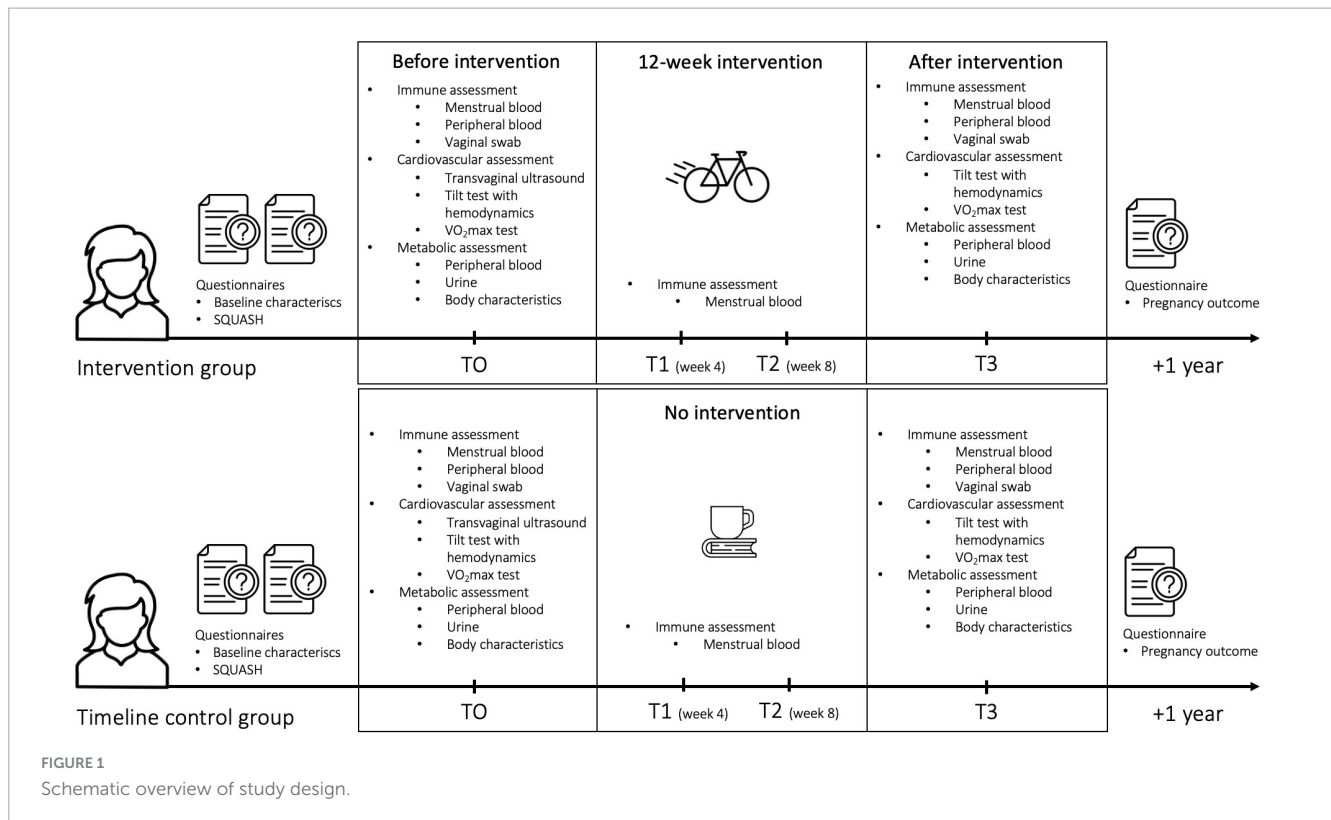 Before intervention
• Immune assessment
• Menstrual blood
• Peripheral blood
• Vaginal swab
• Cardiovascular assessment
• Transvaginal ultrasound
• Tilt test with
hemodynamics
• VO₂max test
• Metabolic assessment
• Peripheral blood
• Urine
• Body characteristics
12-week intervention
• Immune assessment
• Menstrual blood
After intervention
• Immune assessment
• Menstrual blood
• Peripheral blood
• Vaginal swab
• Cardiovascular assessment
• Tilt test with
hemodynamics
• VO₂max test
• Metabolic assessment
• Peripheral blood
• Urine
• Body characteristics
? ?
Questionnaires
• Baseline characteriscs
• SQUASH
?
Questionnaire
• Pregnancy outcome
Intervention group
TO
T1 (week 4)
T2 (week 8)
T3
+1 year
• Immune assessment
• Menstrual blood
• Peripheral blood
• Vaginal swab
• Cardiovascular assessment
• Transvaginal ultrasound
• Tilt test with
hemodynamics
• VO₂max test
• Metabolic assessment
• Peripheral blood
• Urine
• Body characteristics
No intervention
• Immune assessment
• Menstrual blood
• Immune assessment
• Menstrual blood
• Peripheral blood
• Vaginal swab
• Cardiovascular assessment
• Tilt test with
hemodynamics
• VO₂max test
• Metabolic assessment
• Peripheral blood
• Urine
• Body characteristics
? ?
Questionnaires
• Baseline characteriscs
• SQUASH
?
Questionnaire
• Pregnancy outcome
Timeline control group
TO
T1 (week 4)
T2 (week 8)
T3
+1 year
FIGURE 1
Schematic overview of study design.